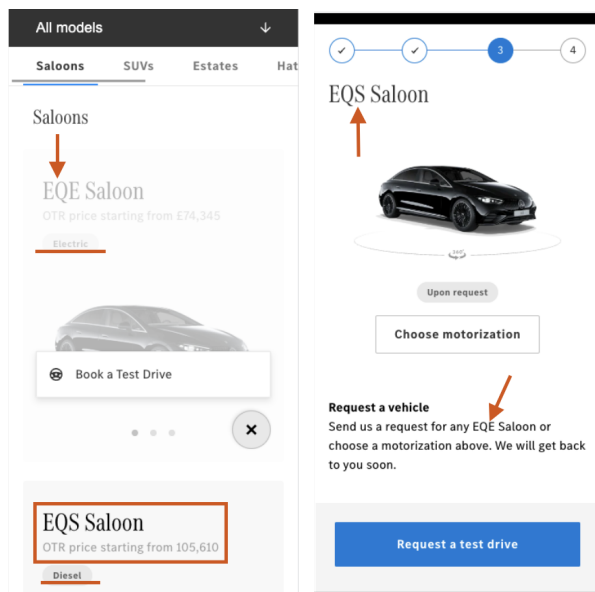 All models
Saloons SUVs Estates Hat
Saloons
EQE Saloon
OTR price starting from £74,345
Electric
Book a Test Drive
EQS Saloon
OTR price starting from 105,610
Diesel
3 4
EQS Saloon
360°
Upon request
Choose motorization
Request a vehicle
Send us a request for any EQE Saloon or
choose a motorization above. We will get back
to you soon.
Request a test drive